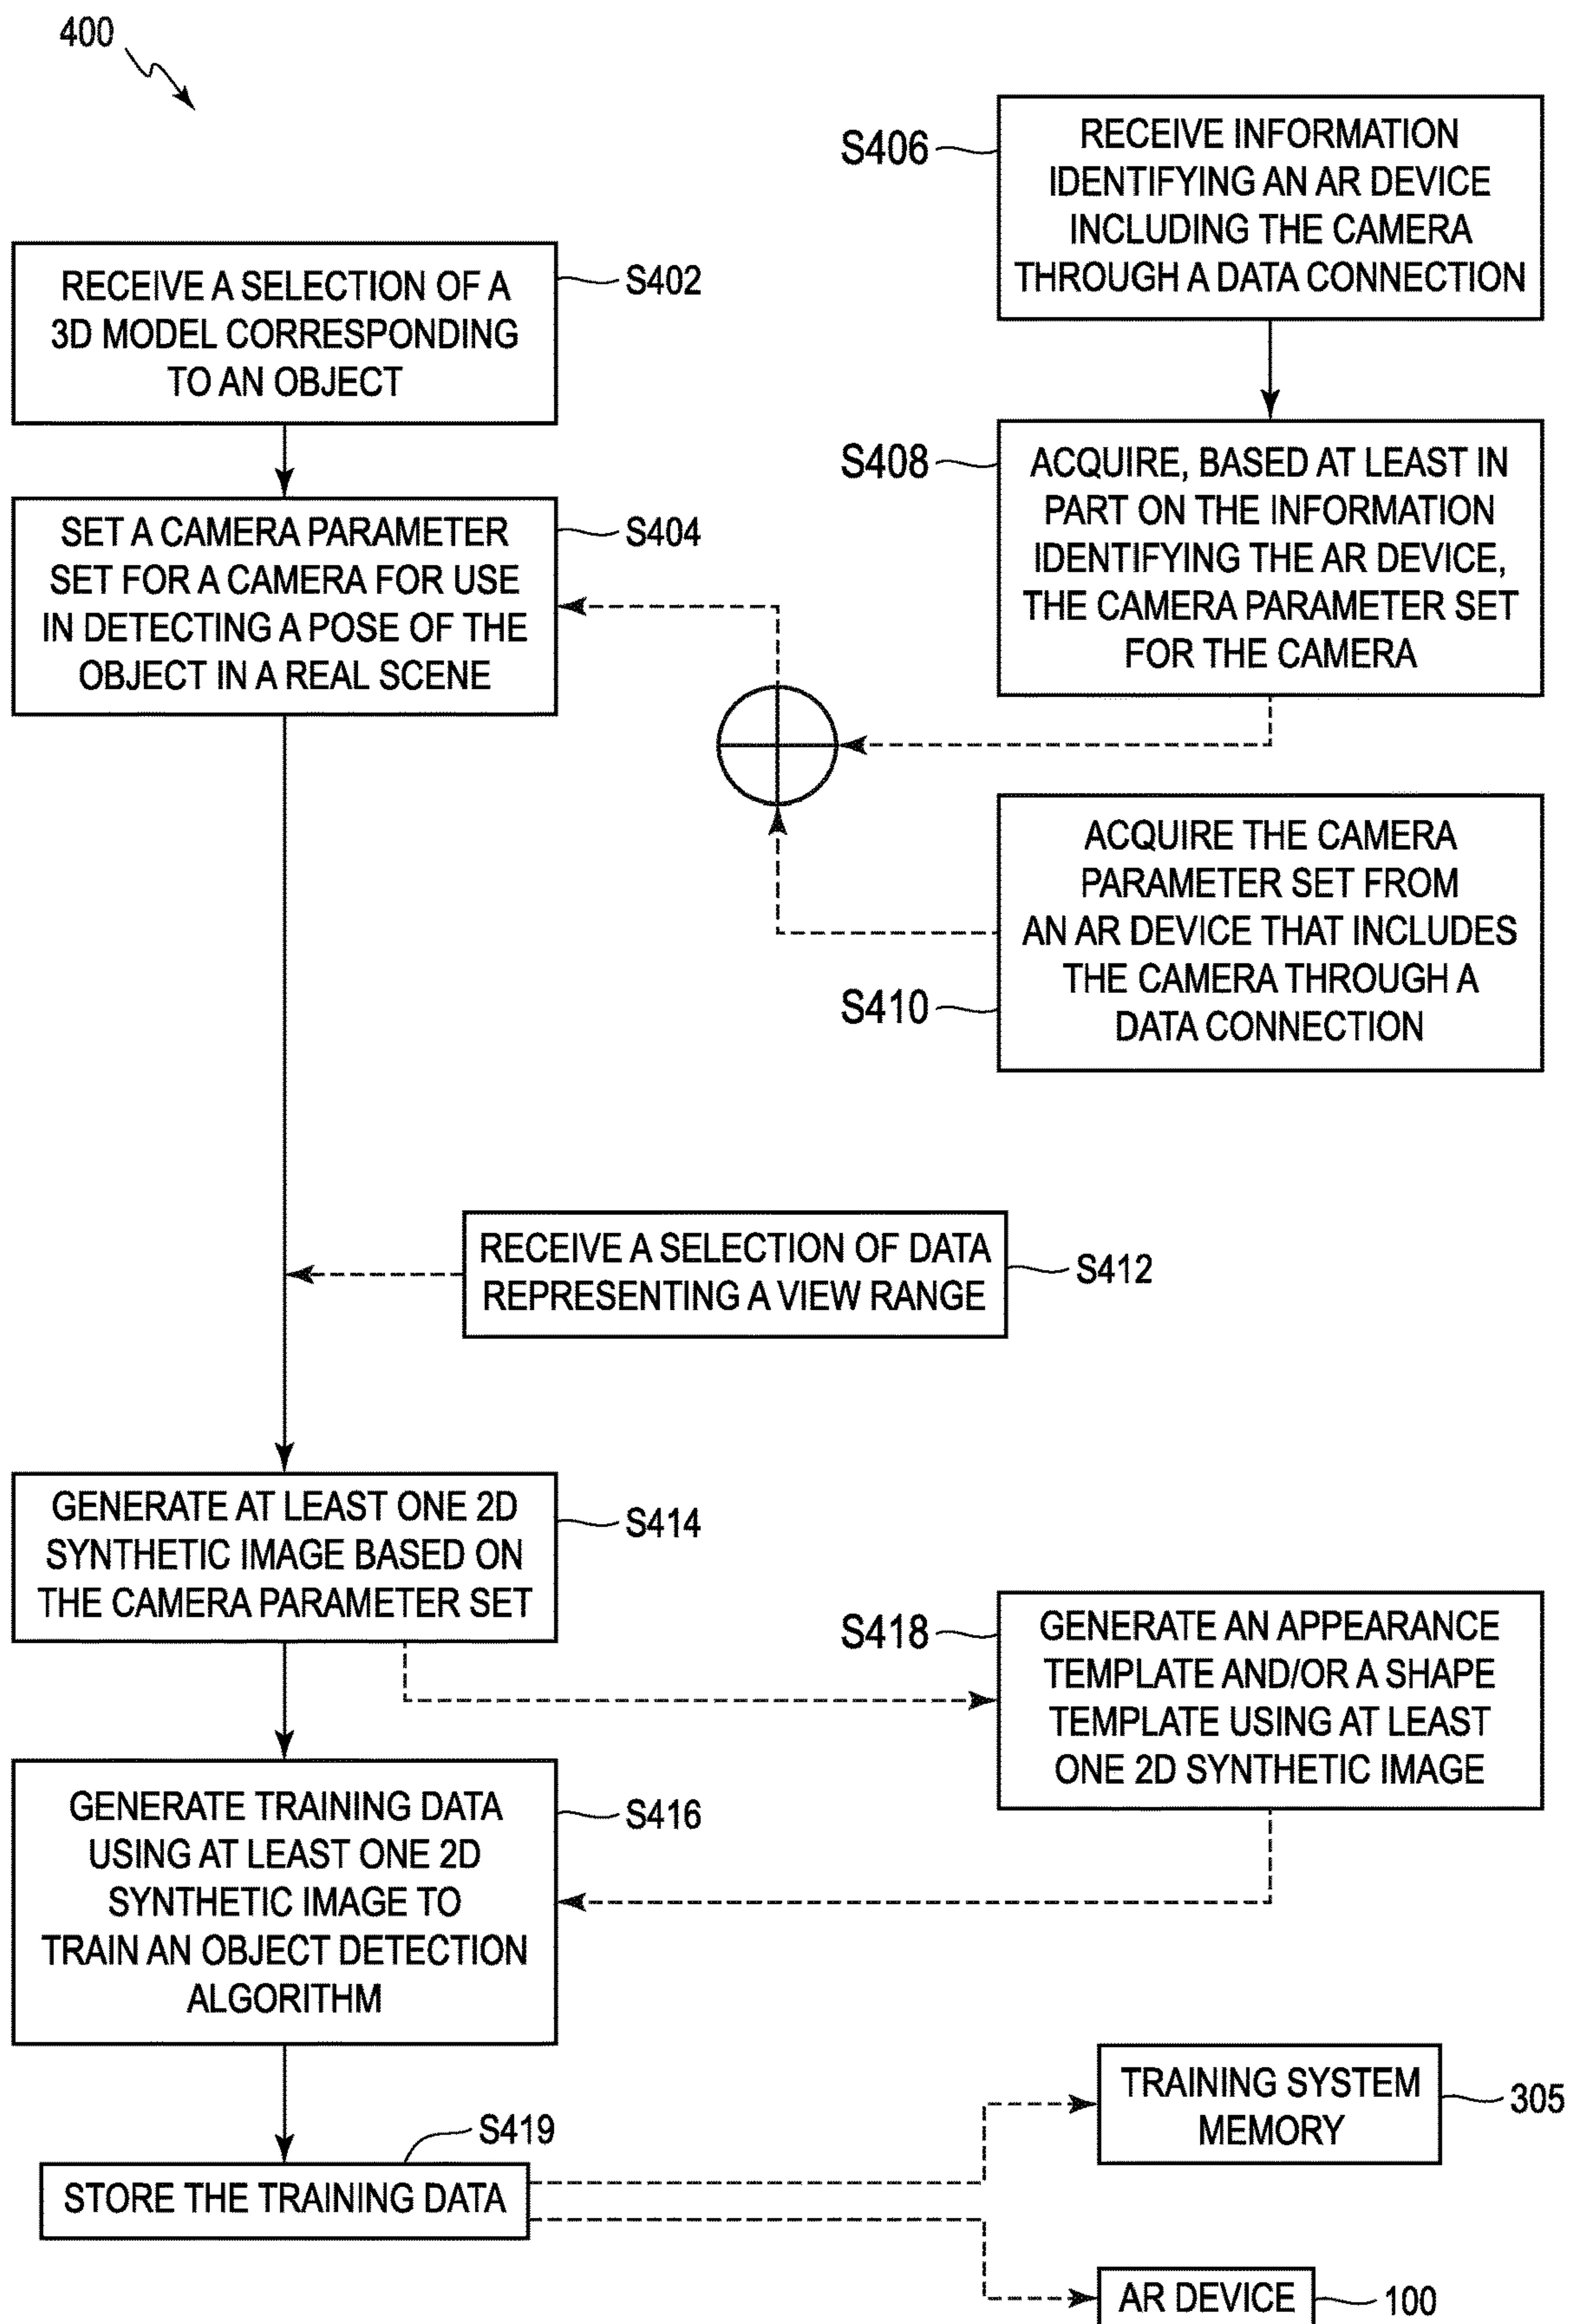 400
RECEIVE INFORMATION
IDENTIFYING AN AR DEVICE
INCLUDING THE CAMERA
THROUGH A DATA CONNECTION
S406
RECEIVE A SELECTION OF A
3D MODEL CORRESPONDING
TO AN OBJECT
S402
SET A CAMERA PARAMETER
SET FOR A CAMERA FOR USE
IN DETECTING A POSE OF THE
OBJECT IN A REAL SCENE
S404
S408
ACQUIRE, BASED AT LEAST IN
PART ON THE INFORMATION
IDENTIFYING THE AR DEVICE,
THE CAMERA PARAMETER SET
FOR THE CAMERA
ACQUIRE THE CAMERA
PARAMETER SET FROM
AN AR DEVICE THAT INCLUDES
THE CAMERA THROUGH A
DATA CONNECTION
S410
RECEIVE A SELECTION OF DATA
REPRESENTING A VIEW RANGE
S412
GENERATE AT LEAST ONE 2D
SYNTHETIC IMAGE BASED ON
THE CAMERA PARAMETER SET
S414
S418
GENERATE AN APPEARANCE
TEMPLATE AND/OR A SHAPE
TEMPLATE USING AT LEAST
ONE 2D SYNTHETIC IMAGE
GENERATE TRAINING DATA
USING AT LEAST ONE 2D
SYNTHETIC IMAGE TO
TRAIN AN OBJECT DETECTION
ALGORITHM
S416
S419
STORE THE TRAINING DATA
TRAINING SYSTEM
MEMORY
305
AR DEVICE
100